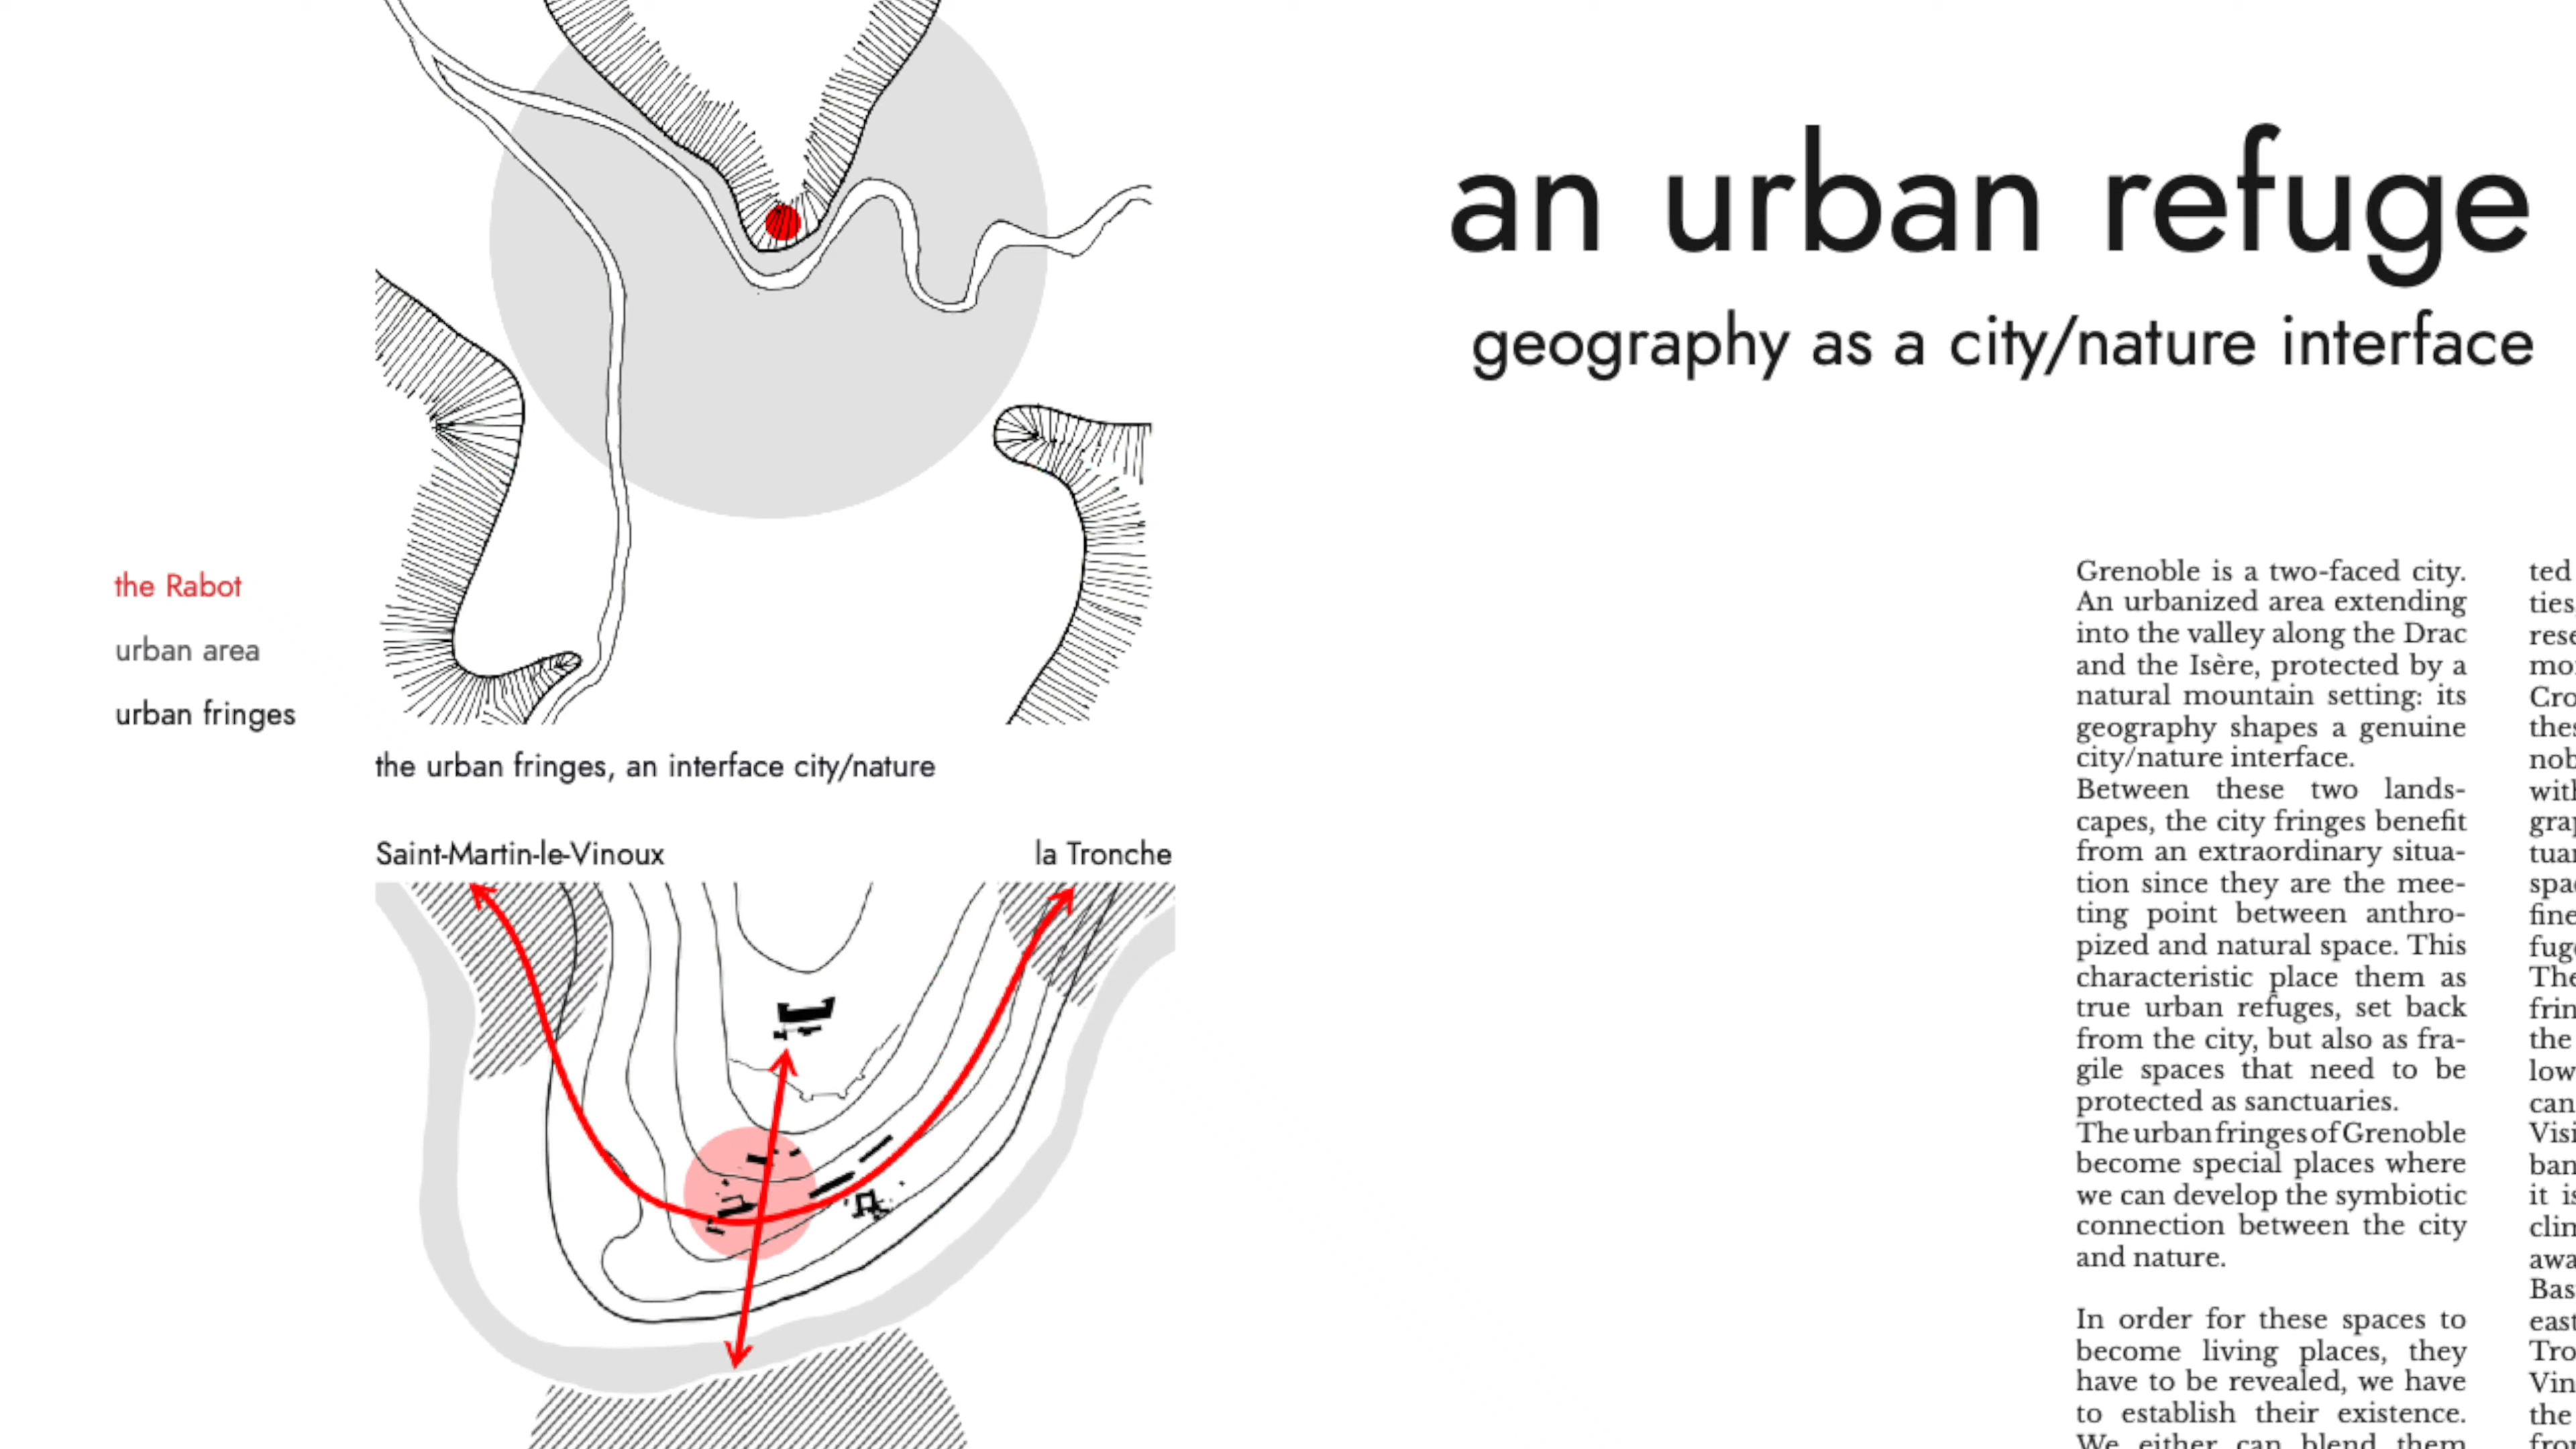 an urban refuge
geography as a city/nature interface
the Rabot
urban area
urban fringes
the urban fringes, an interface city/nature
Saint-Martin-le-Vinoux
la Tronche
Grenoble is a two-faced city.
An urbanized area extending
into the valley along the Drac
and the Isère, protected by a
natural mountain setting: its
geography shapes a genuine
city/nature interface.
Between these two lands-
capes, the city fringes benefit
from an extraordinary situa-
tion since they are the mee-
ting point between anthro-
pized and natural space. This
characteristic place them as
true urban refuges, set back
from the city, but also as fra-
gile spaces that need to be
protected as sanctuaries.
The urban fringes of Grenoble
become special places where
we can develop the symbiotic
connection between the city
and nature.
In order for these spaces to
become living places, they
have to be revealed, we have
to establish their existence.
We either can blend them